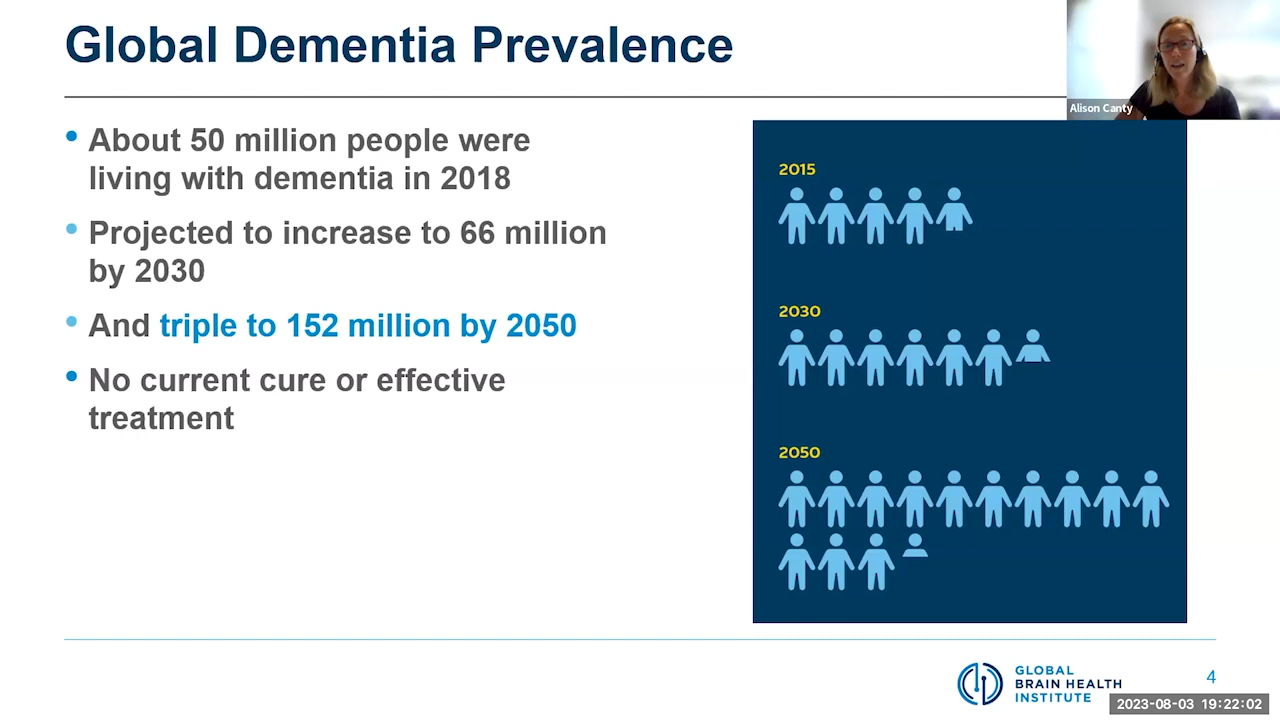 Global Dementia Prevalence
Alison Canty
• About 50 million people were
living with dementia in 2018
• Projected to increase to 66 million
by 2030
• And triple to 152 million by 2050
• No current cure or effective
treatment
2015
2030
2050
GLOBAL
BRAIN HEALTH
INSTITUTE
4
2023-08-03 19:22:02